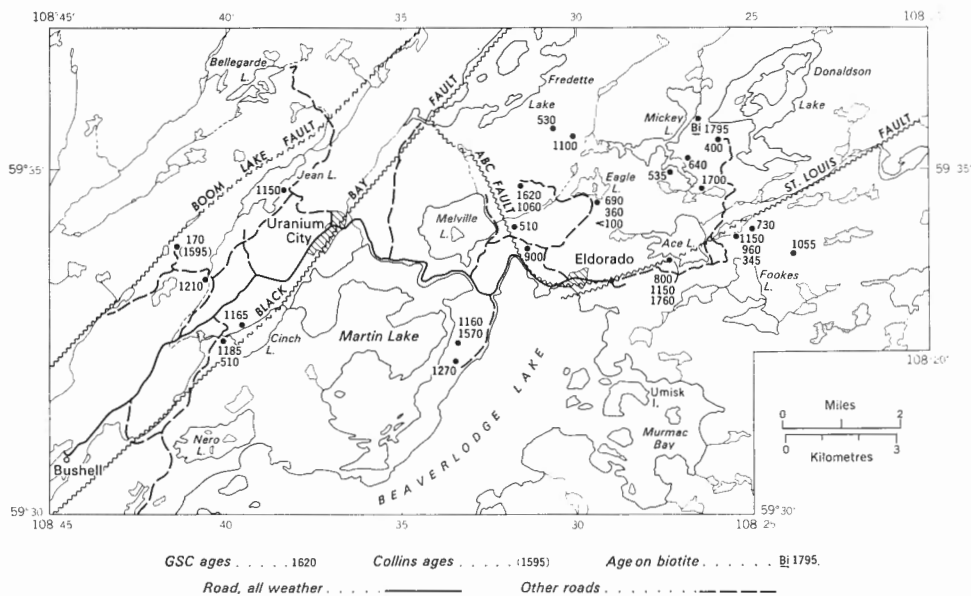 108°45' 40' 35 30 25 108°
Bellegarde L.
Fredette Lake
Donaldson Lake
Mickey L.
Bi 1795
400
530
1100
640
535
1700
59°35'
35'
BOOM LAKE FAULT
BLACK BAY FAULT
ABC FAULT
ST. LOUIS FAULT
Jean L.
1150
Eagle L.
690
360
<100
1620
1060
Uranium City
Melville L.
510
900
170
(1595)
1210
Ace L.
Eldorado
730
1150
960
345
1055
Fookes L.
800
1150
1760
1165
1185
510
Cinch L.
Martin Lake
1160
1570
1270
108°20'
BEAVERLODGE LAKE
Umisk I.
Murmac Bay
Nero L.
Bushell
0 Miles 2
0 Kilometres 3
59°30'
59°30'
108°45 40 35 30 108°25'
GSC ages . . . . . 1620 Collins ages . . . . . (1595) Age on biotite . . . . . . Bi 1795.
Road, all weather . . . . Other roads . . . . . . .